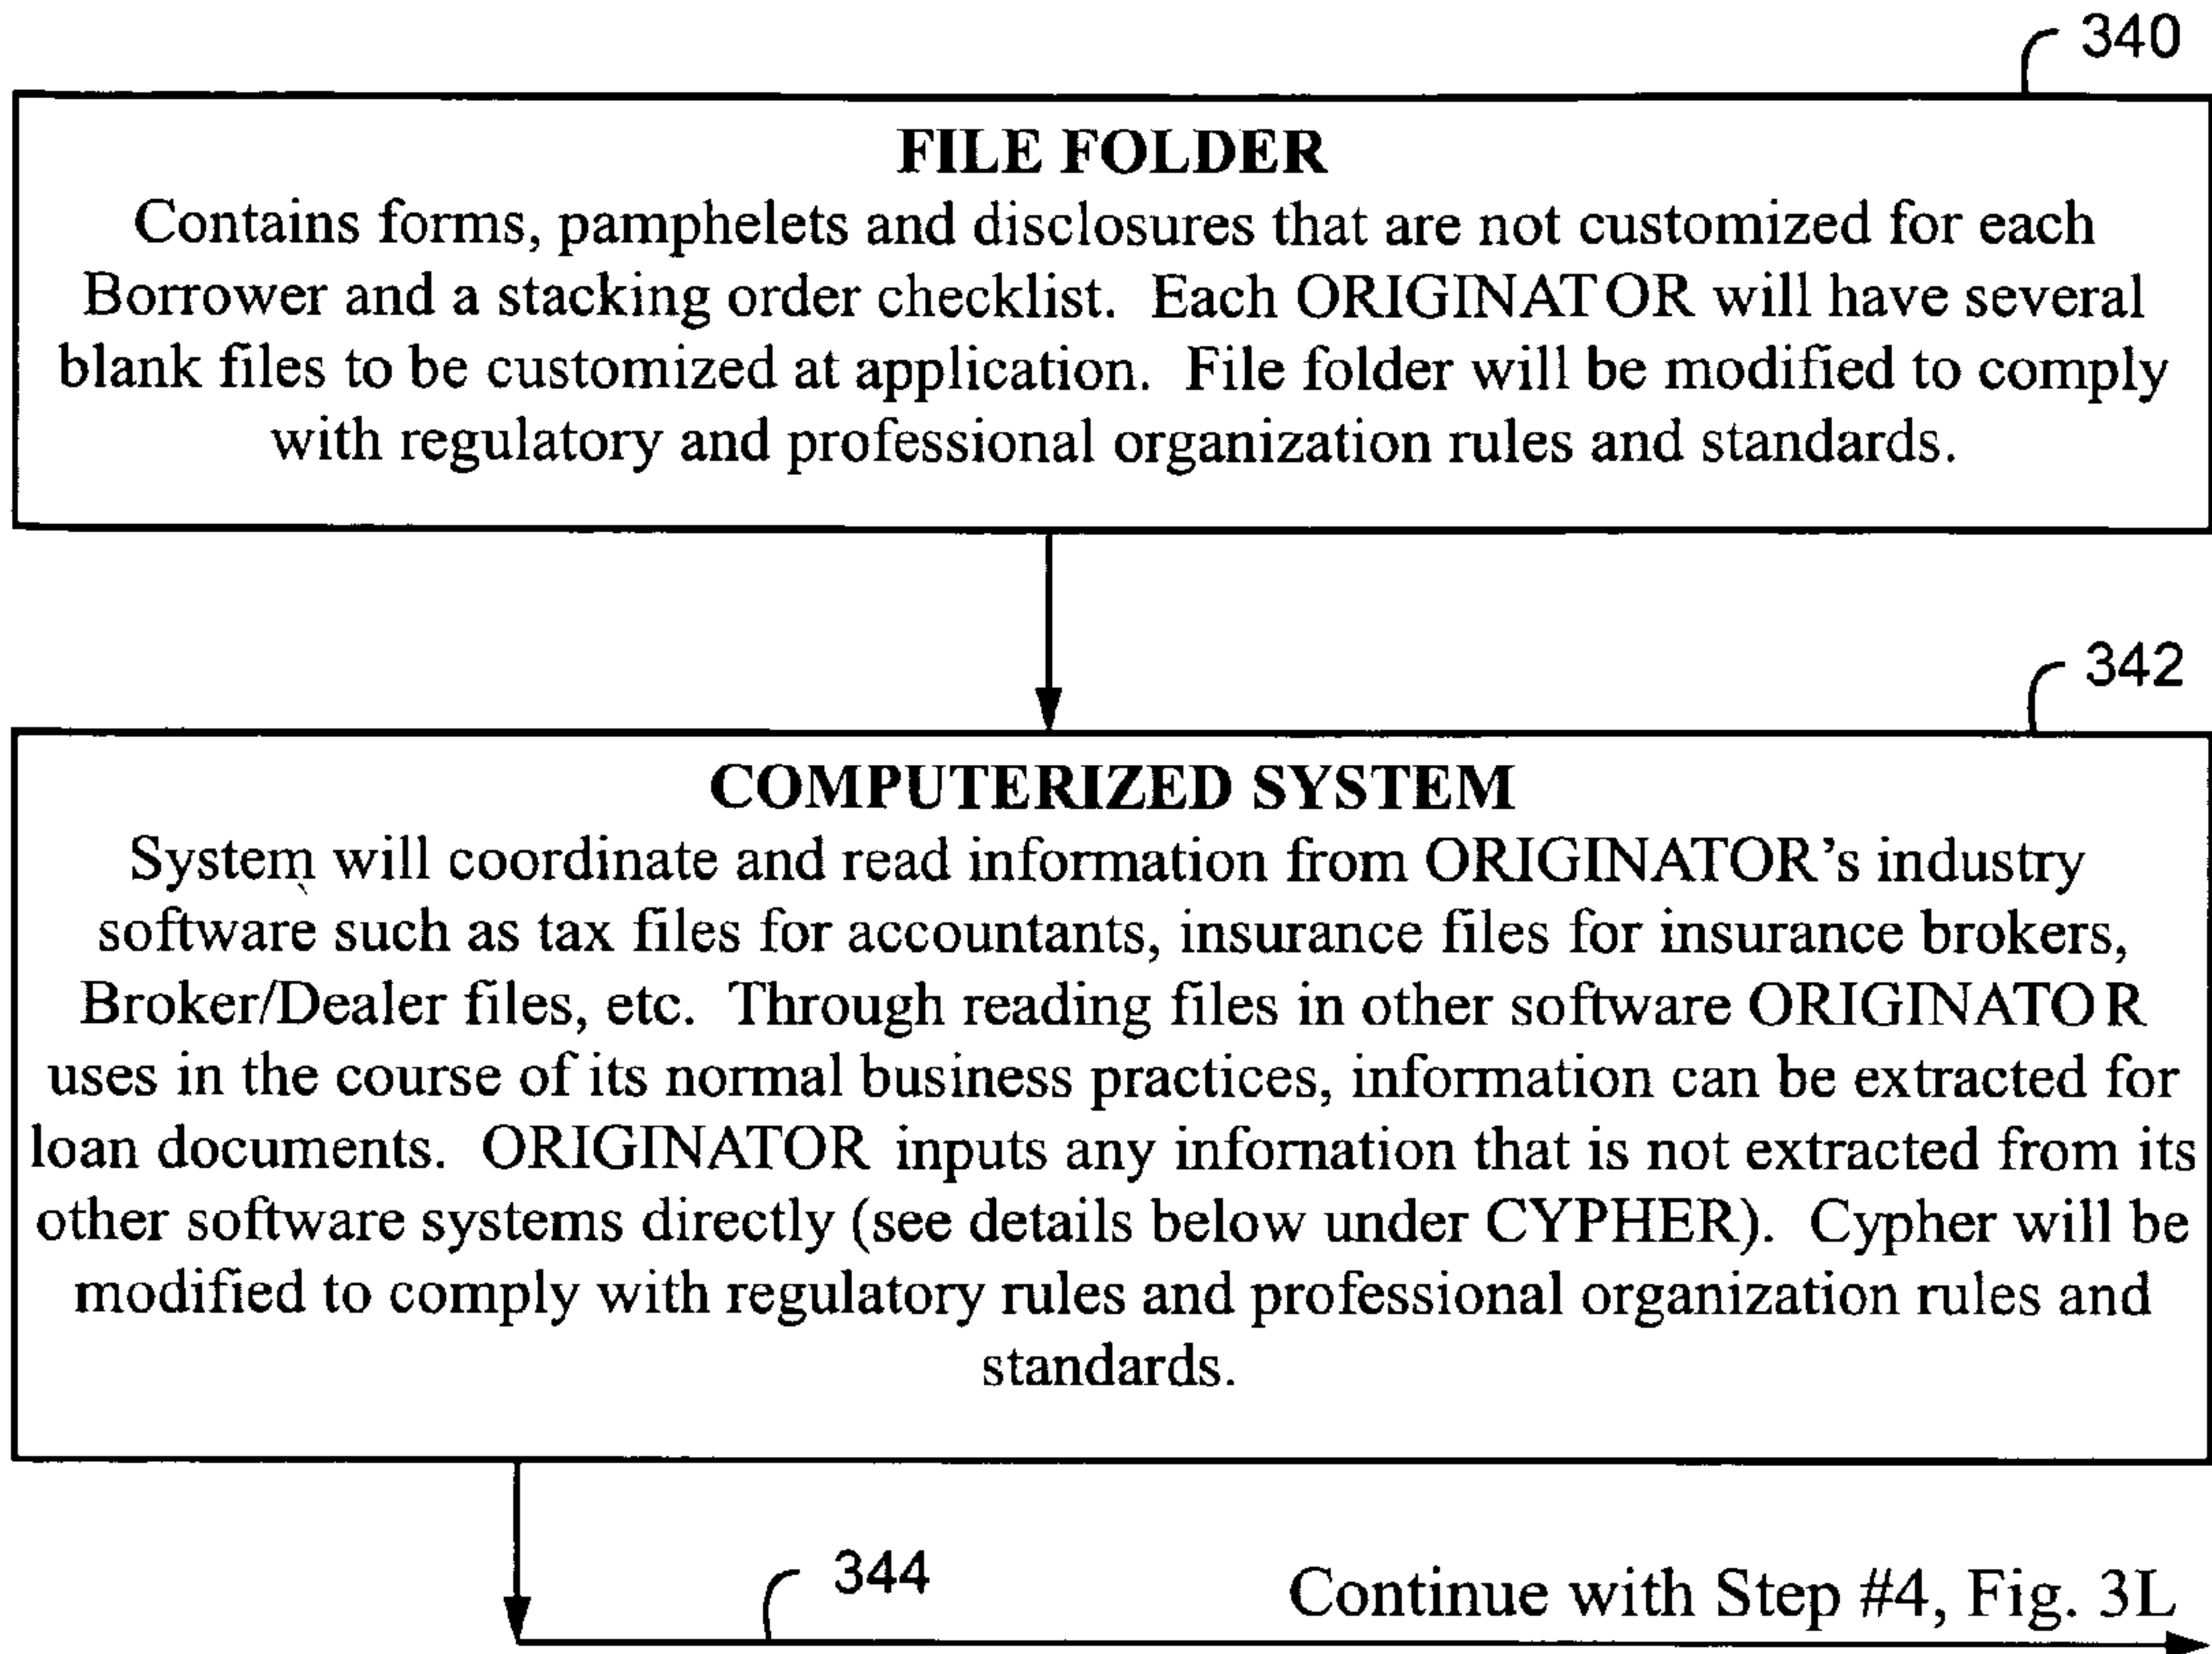 340
FILE FOLDER
Contains forms, pamphelets and disclosures that are not customized for each
Borrower and a stacking order checklist. Each ORIGINATOR will have several
blank files to be customized at application. File folder will be modified to comply
with regulatory and professional organization rules and standards.
342
COMPUTERIZED SYSTEM
System will coordinate and read information from ORIGINATOR's industry
software such as tax files for accountants, insurance files for insurance brokers,
Broker/Dealer files, etc. Through reading files in other software ORIGINATOR
uses in the course of its normal business practices, information can be extracted for
loan documents. ORIGINATOR inputs any infornation that is not extracted from its
other software systems directly (see details below under CYPHER). Cypher will be
modified to comply with regulatory rules and professional organization rules and
standards.
344
Continue with Step #4, Fig. 3L